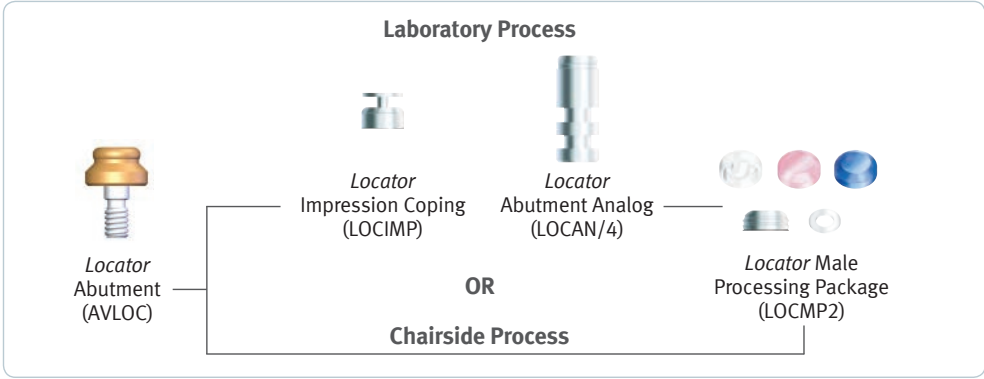 Laboratory Process
Locator
Impression Coping
(LOCIMP)
Locator
Abutment Analog
(LOCAN/4)
Locator
Abutment
(AVLOC)
Locator Male
Processing Package
(LOCMP2)
OR
Chairside Process